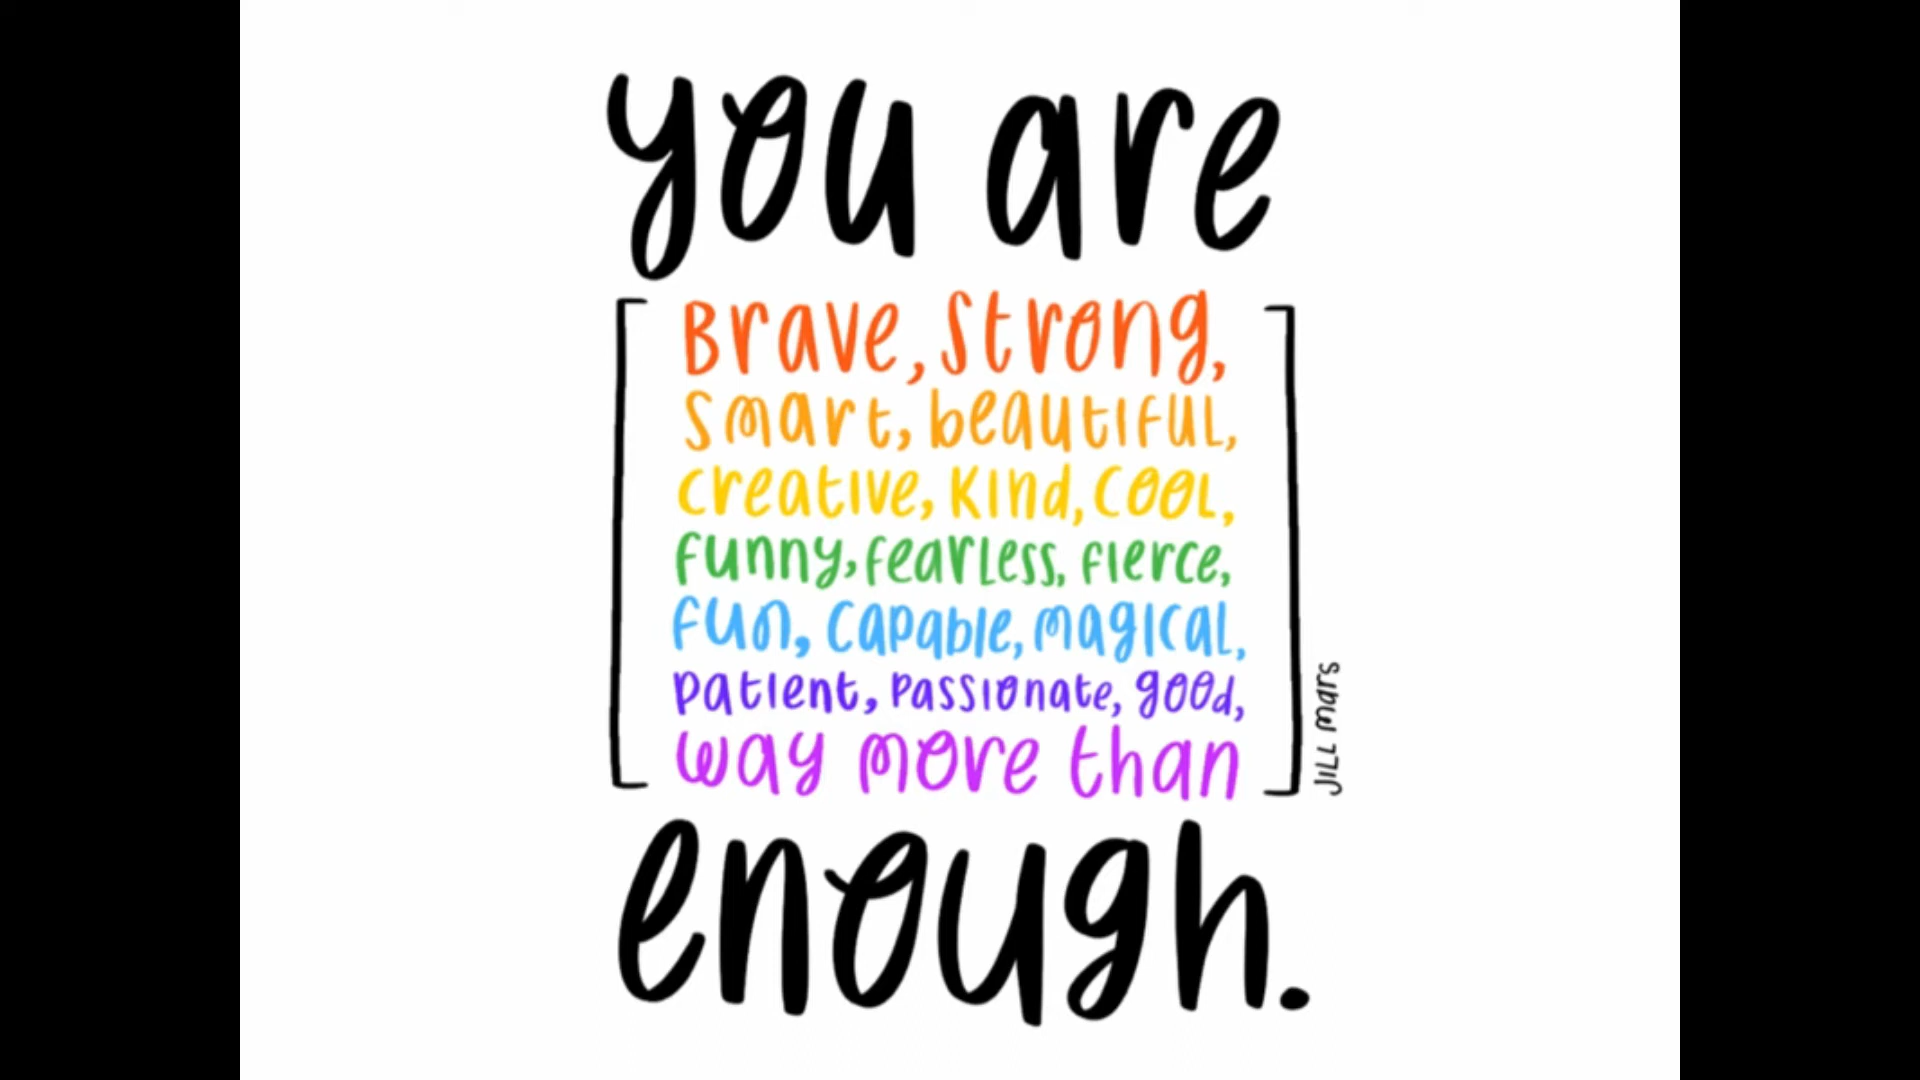 you are
Brave, strong,
smart, beautiful,
creative, kind, cool,
funny, fearless, fierce,
fun, capable, magical,
patient, passionate, good,
way more than
enough.
Jill Mars